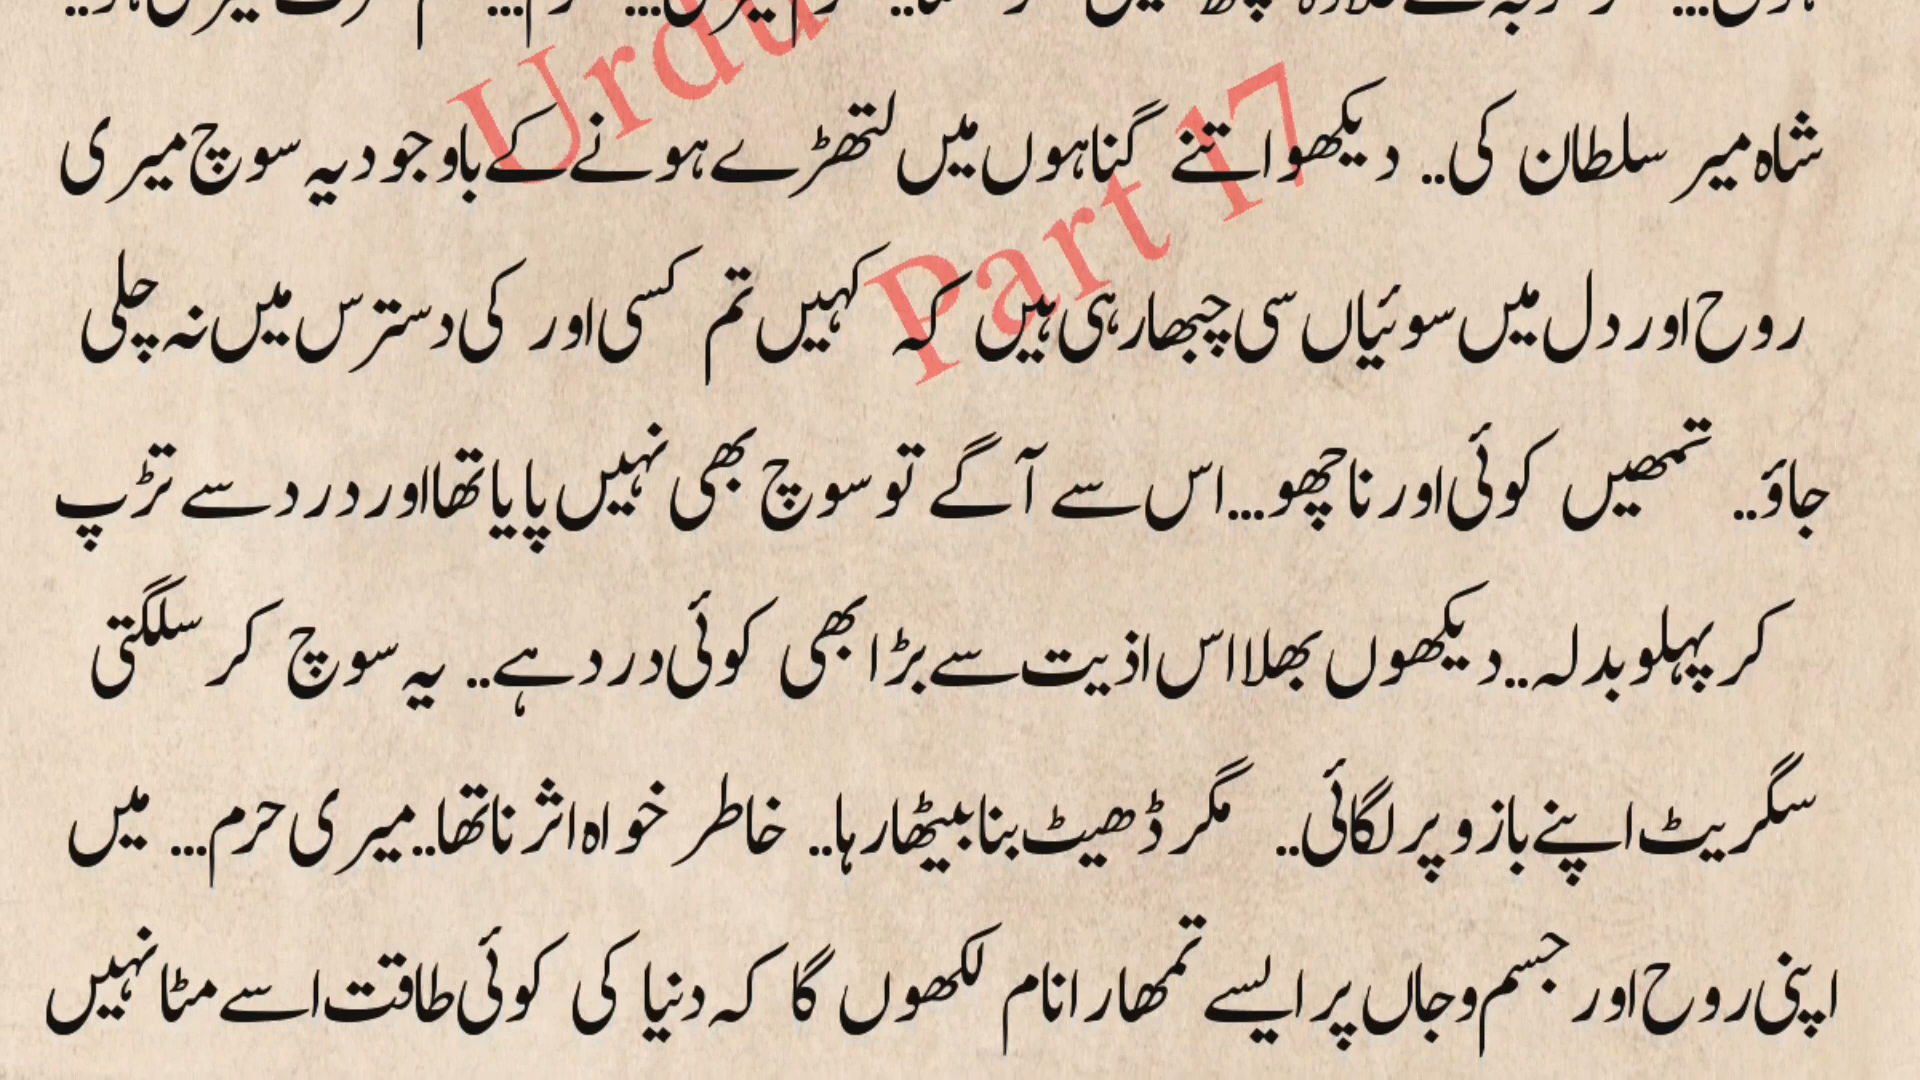 شاہ میر سلطان کی.. دیکھو اتنے گناہوں میں لتھڑے ہونے کے باوجود یہ سوچ میری
روح اور دل میں سوئیاں سی چبھا رہی ہیں کہ کہیں تم کسی اور کی دسترس میں نہ چلی
جاؤ.. تمھیں کوئی اور نا چھو...اس سے آگے تو سوچ بھی نہیں پایا تھا اور درد سے تڑپ
کر پہلو بدلہ..دیکھوں بھلا اس اذیت سے بڑا بھی کوئی درد ہے.. یہ سوچ کر سلگتی
سگریٹ اپنے بازو پر لگائی.. مگر ڈھیٹ بنا بیٹھا رہا.. خاطر خواہ اثر نا تھا..میری حرم... میں
اپنی روح اور جسم و جاں پر ایسے تمھارا نام لکھوں گا کہ دنیا کی کوئی طاقت اسے مٹا نہیں
Urdu
Part 17